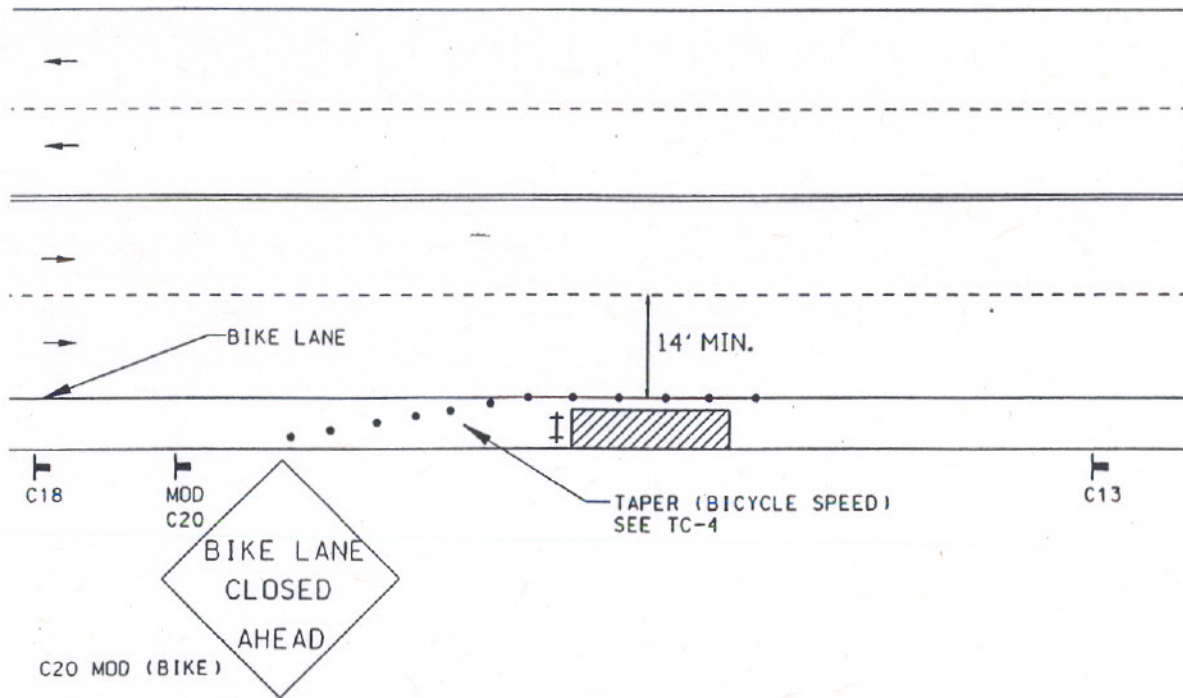 BIKE LANE
14' MIN.
C18
MOD
C20
C13
TAPER (BICYCLE SPEED)
SEE TC-4
BIKE LANE
CLOSED
AHEAD
C20 MOD (BIKE)